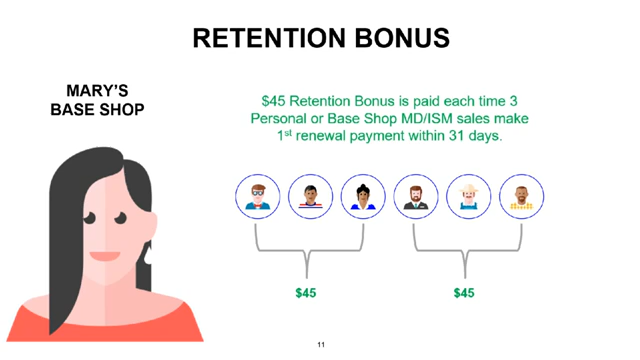 RETENTION BONUS
MARY'S
BASE SHOP
$45 Retention Bonus is paid each time 3
Personal or Base Shop MD/ISM sales make
1st renewal payment within 31 days.
$45
$45
11